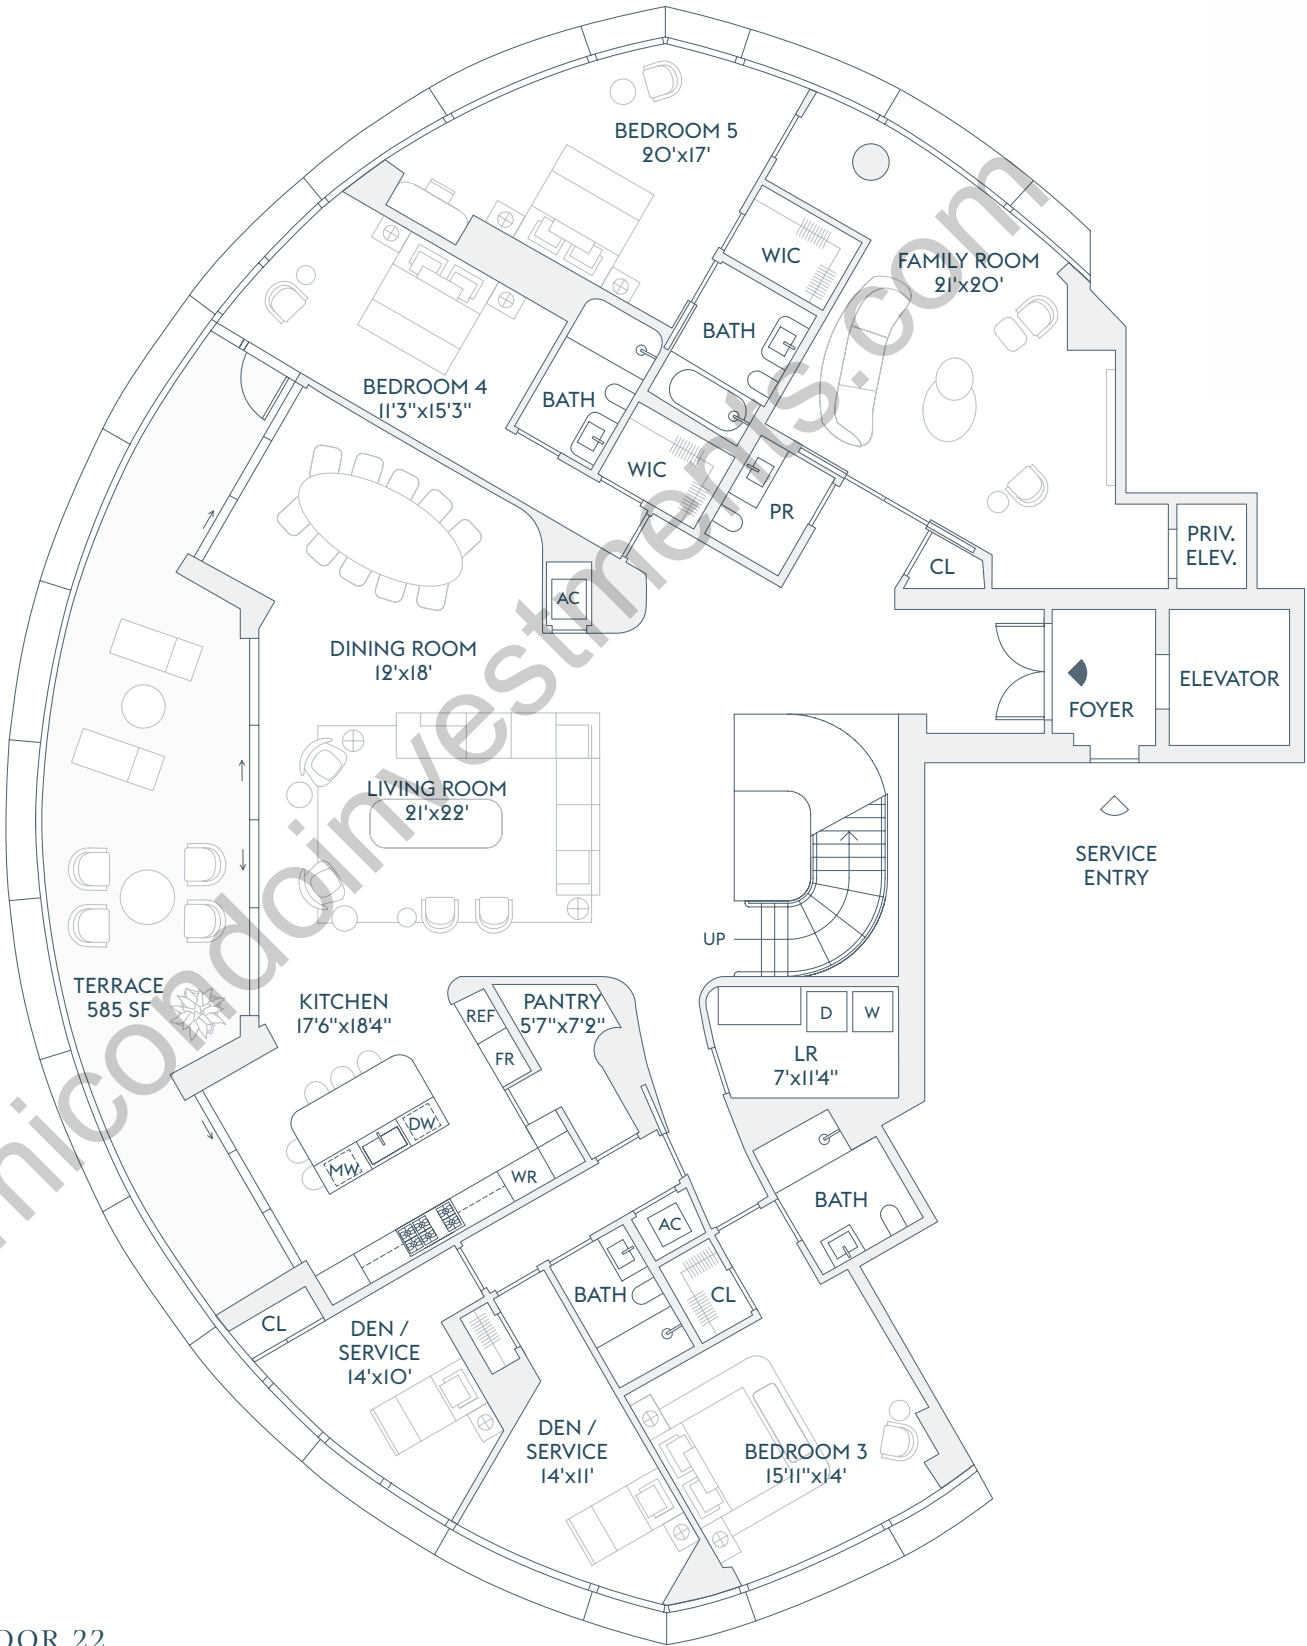 BEDROOM 5
20'x17'
WIC
FAMILY ROOM
21'x20'
BATH
BEDROOM 4
11'3"x15'3"
BATH
WIC
PR
PRIV.
ELEV.
CL
AC
DINING ROOM
12'x18'
ELEVATOR
FOYER
LIVING ROOM
21'x22'
SERVICE
ENTRY
UP
TERRACE
585 SF
KITCHEN
17'6"x18'4"
REF
FR
PANTRY
5'7"x7'2"
D
W
LR
7'x11'4"
DW
MW
WR
BATH
AC
BATH
CL
CL
DEN /
SERVICE
14'x10'
DEN /
SERVICE
14'x11'
BEDROOM 3
15'11"x14'
micondoinvestments.com
OOR 22